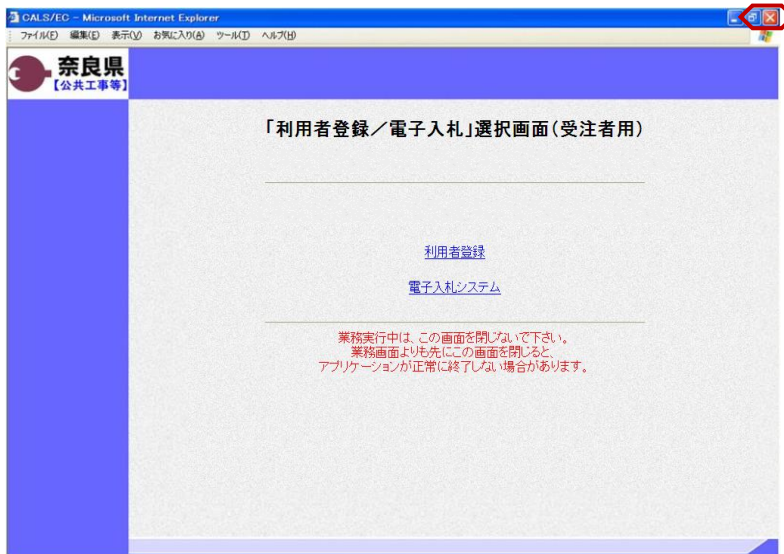 CALS/EC - Microsoft Internet Explorer
ファイル(F) 編集(E) 表示(V) お気に入り(A) ツール(T) ヘルプ(H)
奈良県
【公共工事等】
「利用者登録／電子入札」選択画面(受注者用)
利用者登録
電子入札システム
業務実行中は、この画面を閉じないで下さい。
業務画面よりも先にこの画面を閉じると、
アプリケーションが正常に終了しない場合があります。